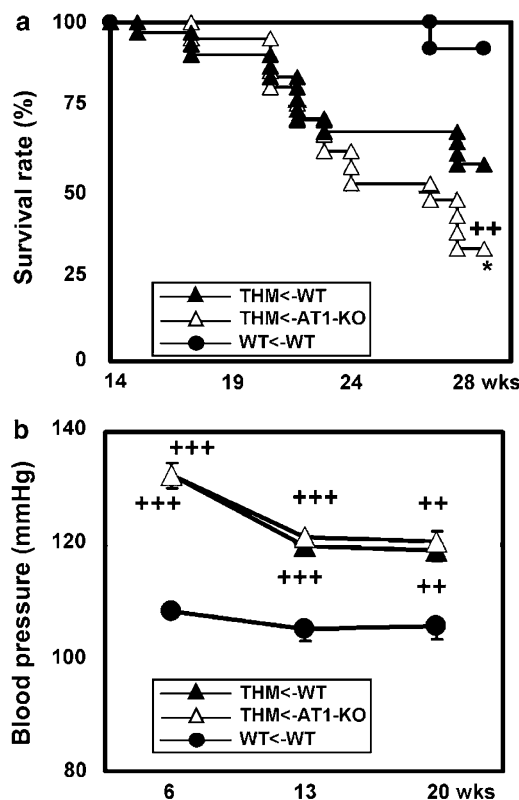 a
100
75
50
25
0
Survival rate (%)
++
*
THM<-WT
THM<-AT1-KO
WT<-WT
14 19 24 28 wks
b
140
120
100
80
Blood pressure (mmHg)
+++
+++ +++ ++
+++ ++
THM<-WT
THM<-AT1-KO
WT<-WT
6 13 20 wks